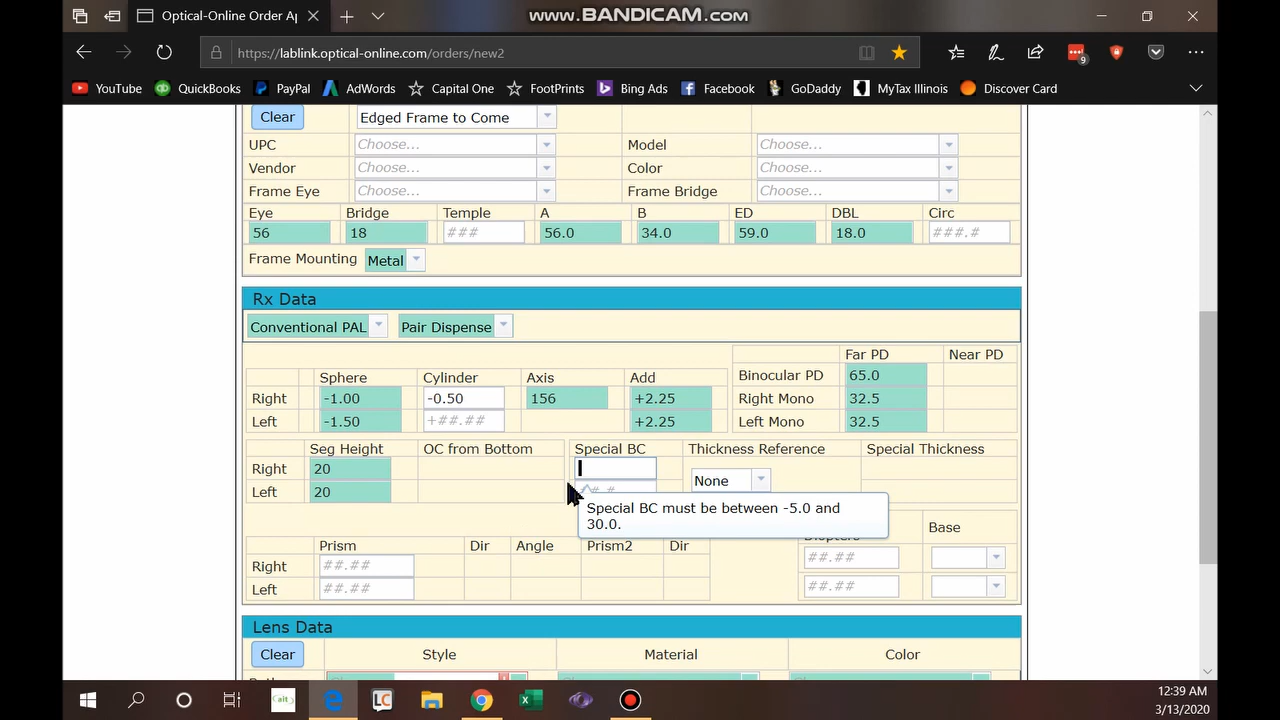 Optical-Online Order Ap
www.BANDICAM.com
https://lablink.optical-online.com/orders/new2
9
YouTube QuickBooks PayPal AdWords Capital One FootPrints Bing Ads Facebook GoDaddy MyTax Illinois Discover Card
Clear Edged Frame to Come
UPC Choose... Model Choose...
Vendor Choose... Color Choose...
Frame Eye Choose... Frame Bridge Choose...
Eye Bridge Temple A B ED DBL Circ
56 18 ### 56.0 34.0 59.0 18.0 ###.#
Frame Mounting Metal
Rx Data
Conventional PAL Pair Dispense
Far PD Near PD
Sphere Cylinder Axis Add Binocular PD 65.0
Right -1.00 -0.50 156 +2.25 Right Mono 32.5
Left -1.50 +##.## +2.25 Left Mono 32.5
Seg Height OC from Bottom Special BC Thickness Reference Special Thickness
Right 20
None
Left 20
Special BC must be between -5.0 and
30.0.
Base
Prism Dir Angle Prism2 Dir
Right ##.## ##.##
Left ##.## ##.##
Lens Data
Clear Style Material Color
ait
LC
12:39 AM
3/13/2020